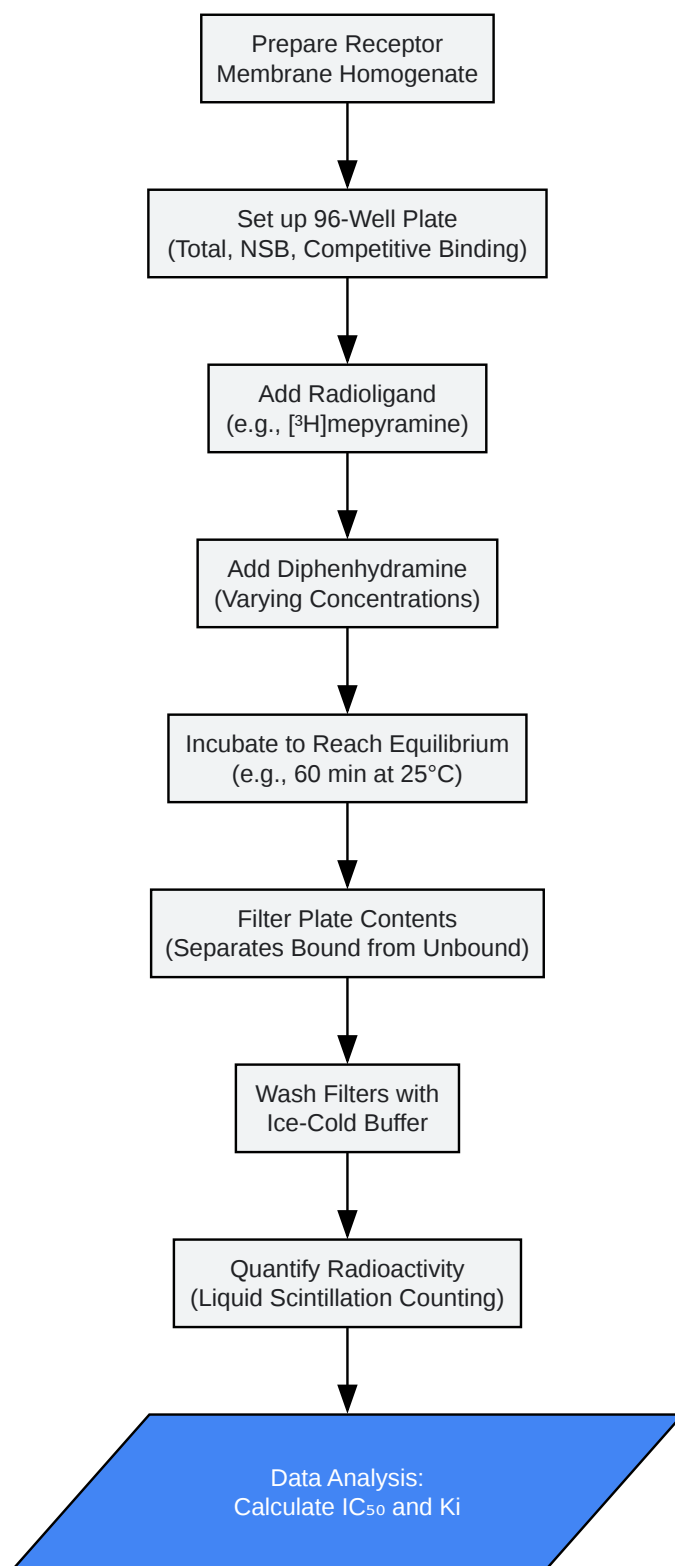 Prepare Receptor
Membrane Homogenate
Set up 96-Well Plate
(Total, NSB, Competitive Binding)
Add Radioligand
(e.g., [³H]mepyramine)
Add Diphenhydramine
(Varying Concentrations)
Incubate to Reach Equilibrium
(e.g., 60 min at 25°C)
Filter Plate Contents
(Separates Bound from Unbound)
Wash Filters with
Ice-Cold Buffer
Quantify Radioactivity
(Liquid Scintillation Counting)
Data Analysis:
Calculate IC₅₀ and Ki